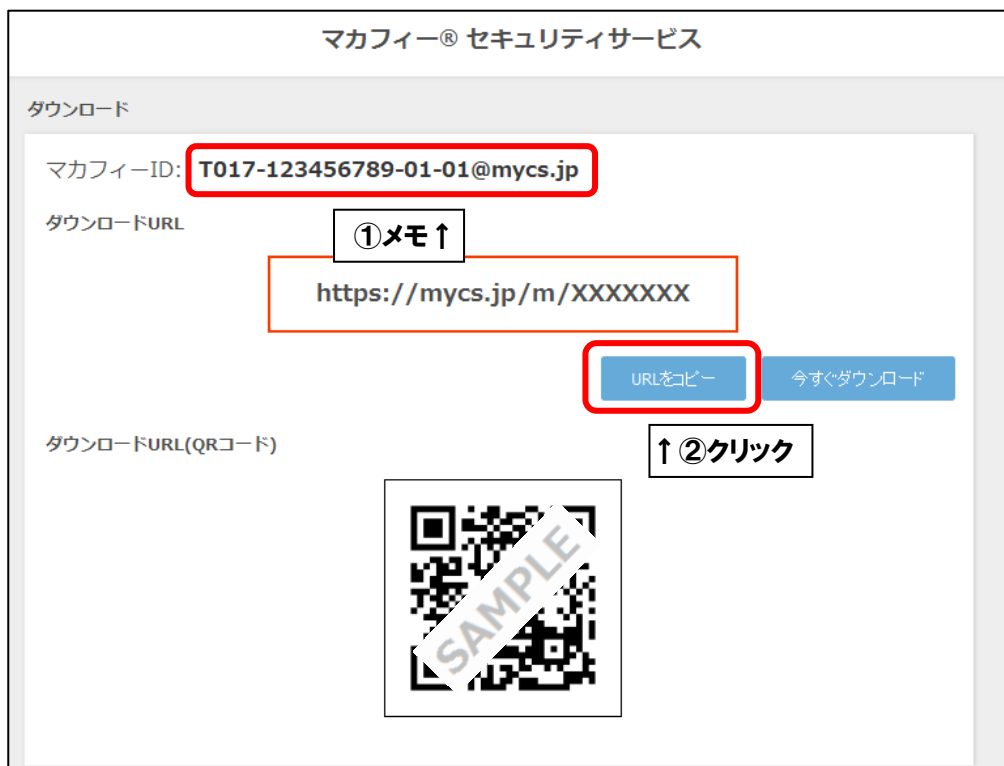 マカフィー® セキュリティサービス
ダウンロード
マカフィーID: T017-123456789-01-01@mycs.jp
ダウンロードURL
①メモ↑
https://mycs.jp/m/XXXXXXX
URLをコピー 今すぐダウンロード
ダウンロードURL(QRコード)
↑②クリック
SAMPLE